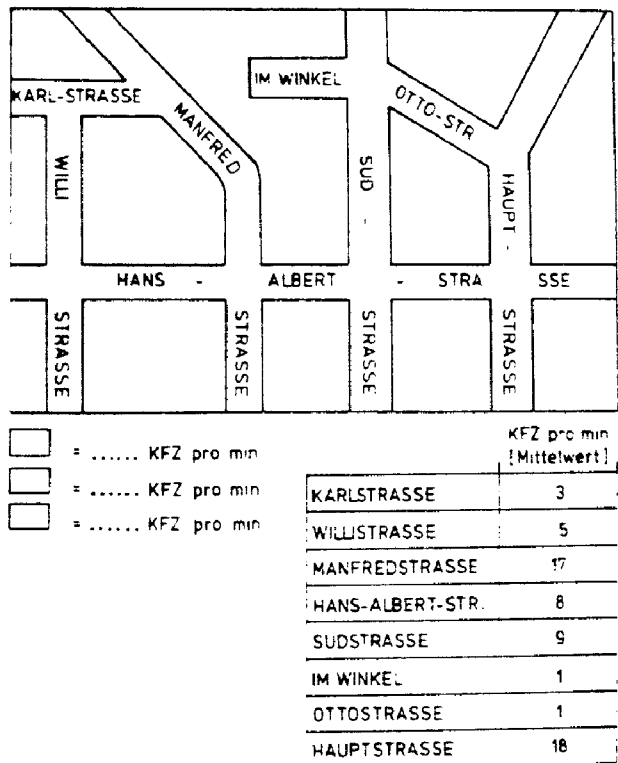 IM WINKEL
KARL-STRASSE
OTTO-STR
MANFRED
WILLI
SUD -
HAUPT -
HANS - ALBERT - STRA SSE
STRASSE
STRASSE
STRASSE
STRASSE
= ...... KFZ pro min
= ...... KFZ pro min
= ...... KFZ pro min
KFZ pro min
[Mittelwert]
KARLSTRASSE 3
WILLISTRASSE 5
MANFREDSTRASSE 17
HANS-ALBERT-STR. 8
SUDSTRASSE 9
IM WINKEL 1
OTTOSTRASSE 1
HAUPTSTRASSE 18